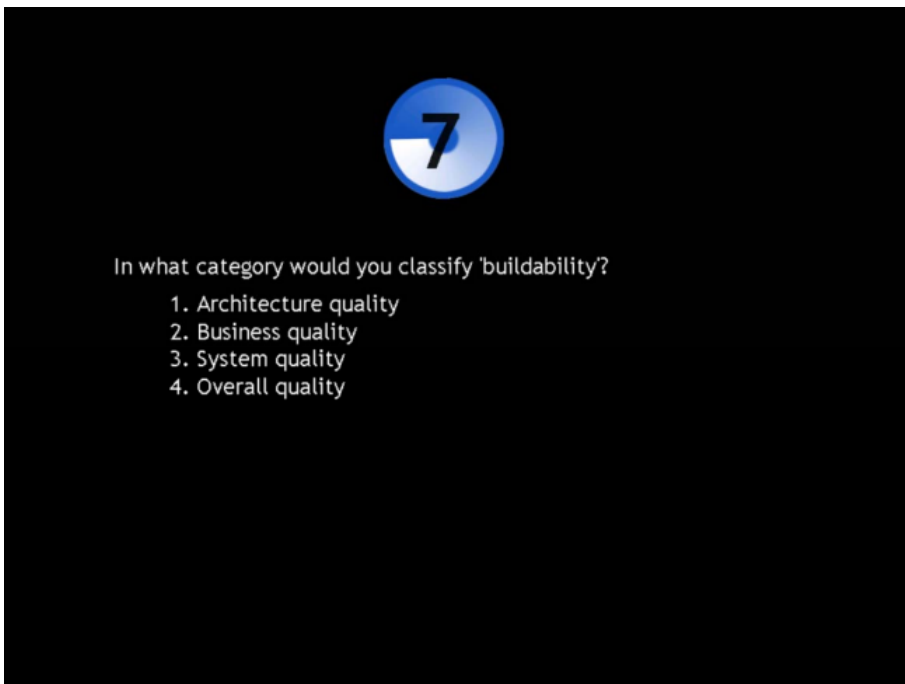 7
In what category would you classify 'buildability'?
1. Architecture quality
2. Business quality
3. System quality
4. Overall quality